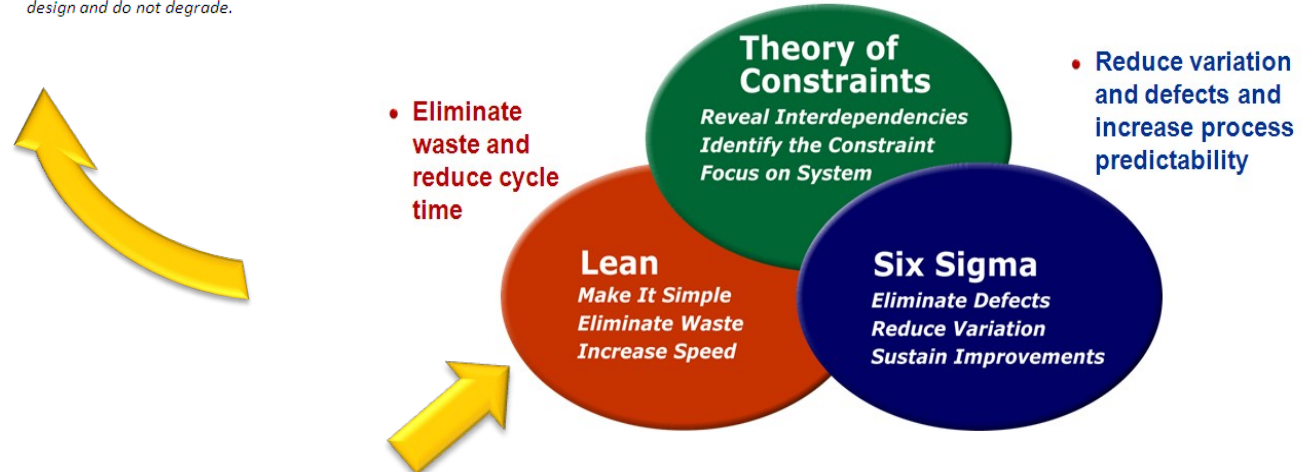 design and do not degrade.
• Eliminate
waste and
reduce cycle
time
Theory of
Constraints
Reveal Interdependencies
Identify the Constraint
Focus on System
• Reduce variation
and defects and
increase process
predictability
Lean
Make It Simple
Eliminate Waste
Increase Speed
Six Sigma
Eliminate Defects
Reduce Variation
Sustain Improvements